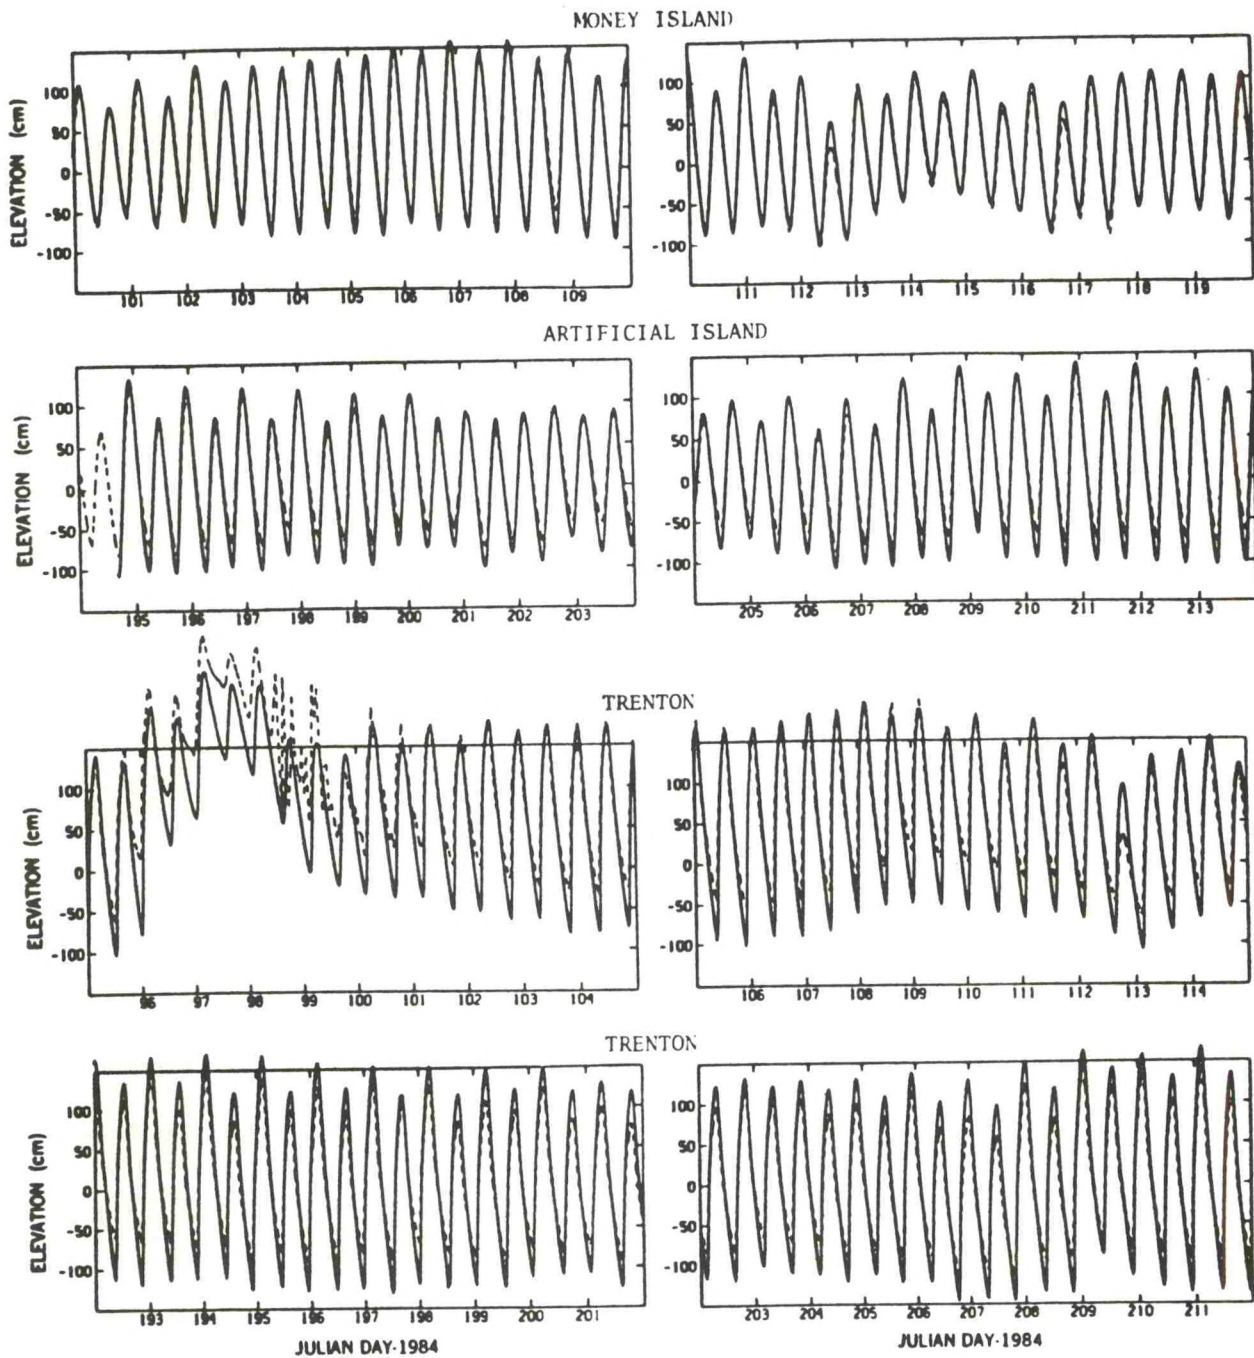 MONEY ISLAND
ELEVATION (cm)
100
50
0
-50
-100
101 102 103 104 105 106 107 108 109
100
50
0
-50
-100
111 112 113 114 115 116 117 118 119
ARTIFICIAL ISLAND
ELEVATION (cm)
100
50
0
-50
-100
195 196 197 198 199 200 201 202 203
100
50
0
-50
-100
205 206 207 208 209 210 211 212 213
TRENTON
ELEVATION (cm)
100
50
0
-50
-100
96 97 98 99 100 101 102 103 104
100
50
0
-50
-100
106 107 108 109 110 111 112 113 114
TRENTON
ELEVATION (cm)
100
50
0
-50
-100
193 194 195 196 197 198 199 200 201
JULIAN DAY-1984
100
50
0
-50
-100
203 204 205 206 207 208 209 210 211
JULIAN DAY-1984